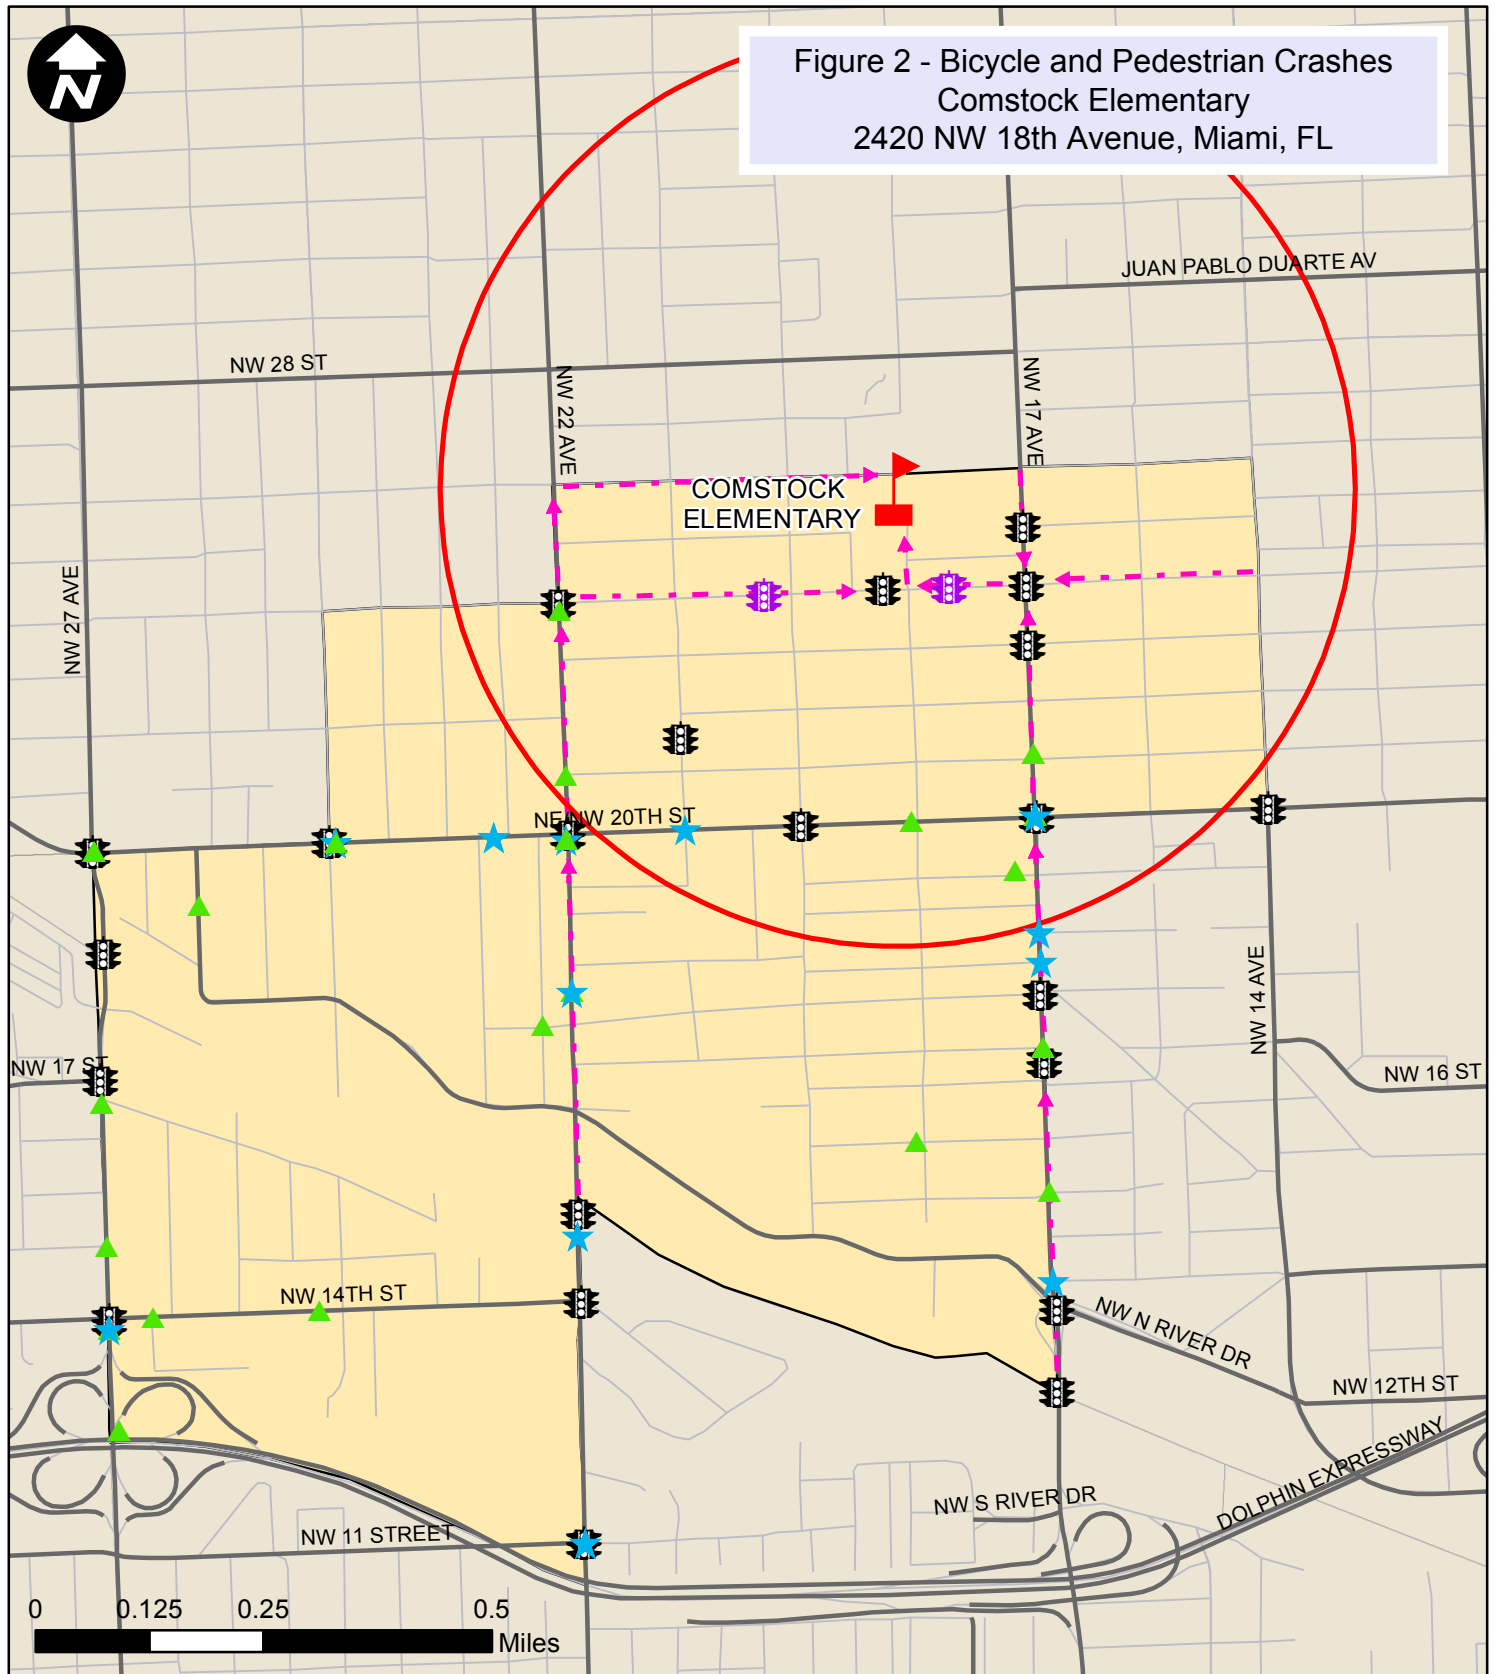 N
Figure 2 - Bicycle and Pedestrian Crashes
Comstock Elementary
2420 NW 18th Avenue, Miami, FL
JUAN PABLO DUARTE AV
NW 28 ST
NW 22 AVE
NW 17 AVE
COMSTOCK
ELEMENTARY
NW 27 AVE
NW 20TH ST
NW 14 AVE
NW 17 ST
NW 16 ST
NW 14TH ST
NW N RIVER DR
NW 12TH ST
DOLPHIN EXPRESSWAY
NW S RIVER DR
NW 11 STREET
0 0.125 0.25 0.5
Miles